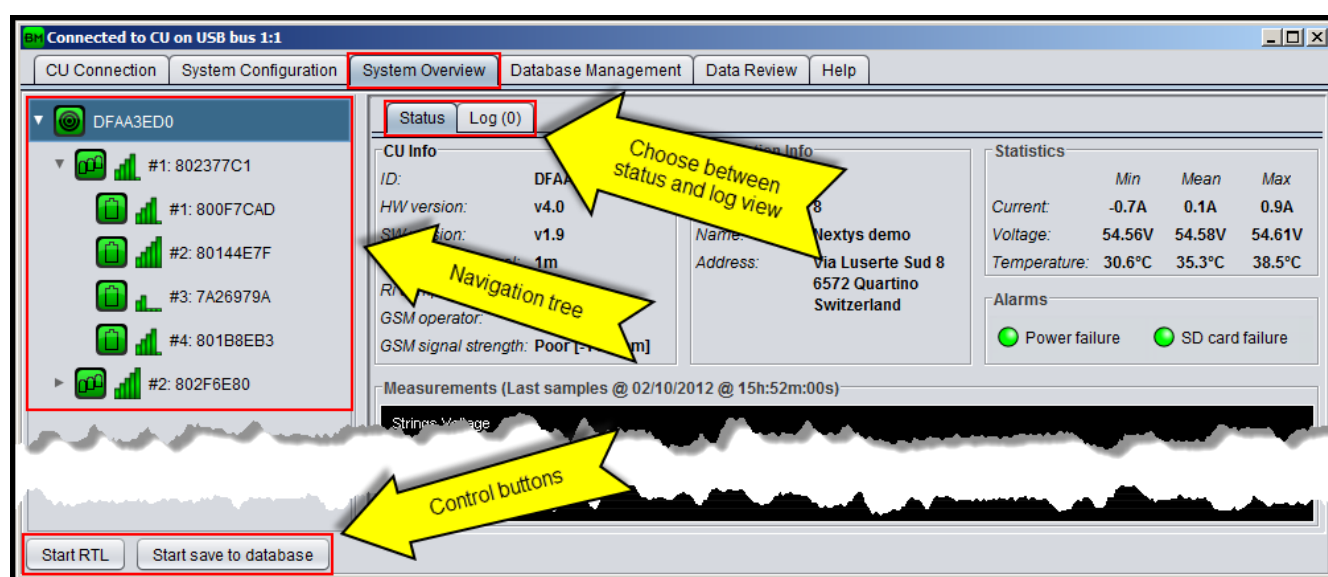 BM Connected to CU on USB bus 1:1
CU Connection System Configuration System Overview Database Management Data Review Help
DFAA3ED0
#1: 802377C1
#1: 800F7CAD
#2: 80144E7F
#3: 7A26979A
#4: 801B8EB3
#2: 802F6E80
Status Log (0)
Choose between
status and log view
CU Info
ID: DFAA
HW version: v4.0
v1.9
1m
GSM operator:
GSM signal strength: Poor
Info
8
Name: Nextys demo
Address: Via Luserte Sud 8
6572 Quartino
Switzerland
Statistics
Min Mean Max
Current: -0.7A 0.1A 0.9A
Voltage: 54.56V 54.58V 54.61V
Temperature: 30.6°C 35.3°C 38.5°C
Alarms
Power failure SD card failure
Navigation tree
Measurements (Last samples @ 02/10/2012 @ 15h:52m:00s)
Strings Voltage
Control buttons
Start RTL Start save to database